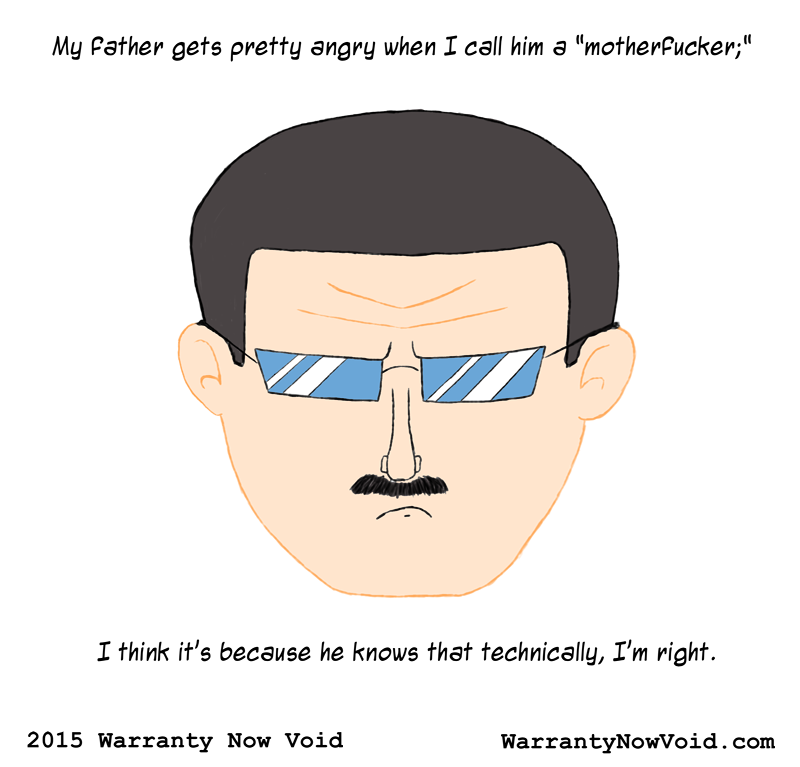 My father gets pretty angry when I call him a "motherfucker;"
I think it's because he knows that technically, I'm right.
2015 Warranty Now Void
WarrantyNowVoid.com